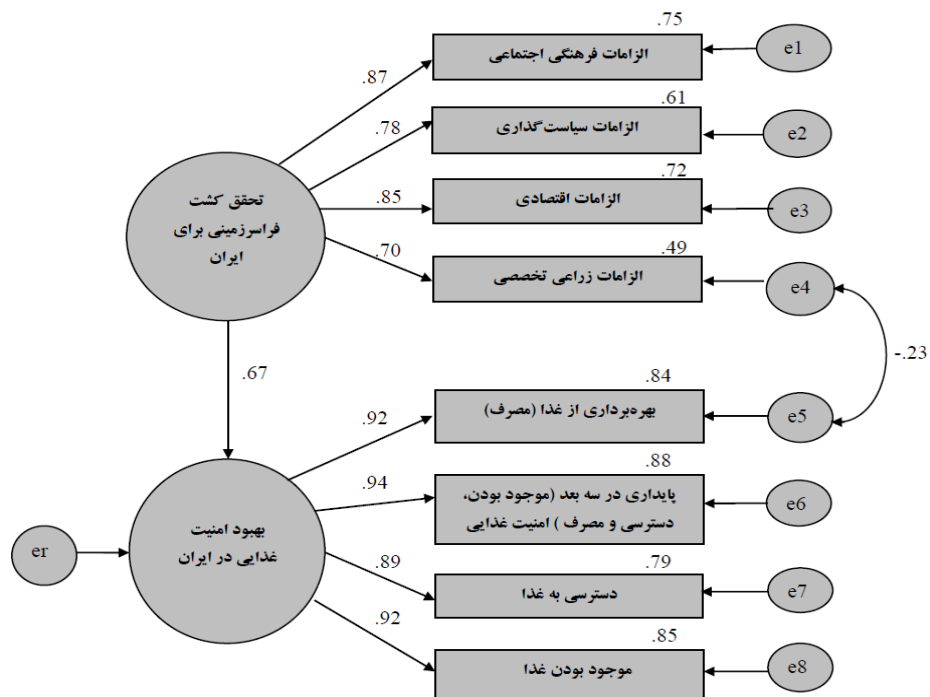 .75
الزامات فرهنگی اجتماعی
e1
.87
.61
الزامات سیاست‌گذاری
e2
.78
تحقق کشت
فراسرزمینی برای
ایران
.72
الزامات اقتصادی
e3
.85
.49
الزامات زراعی تخصصی
e4
.70
-.23
.67
.84
بهره‌برداری از غذا (مصرف)
e5
.92
.88
پایداری در سه بعد (موجود بودن،
دسترسی و مصرف ) امنیت غذایی
e6
.94
بهبود امنیت
غذایی در ایران
er
.79
دسترسی به غذا
e7
.89
.85
موجود بودن غذا
e8
.92